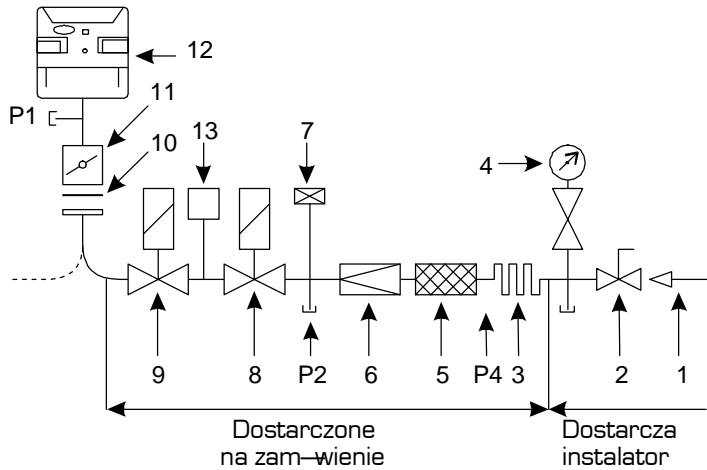 12
11
P1
10
13
7
4
9
8
P2
6
5
P4
3
2
1
Dostarczone
na zam–wienie
Dostarcza
instalator